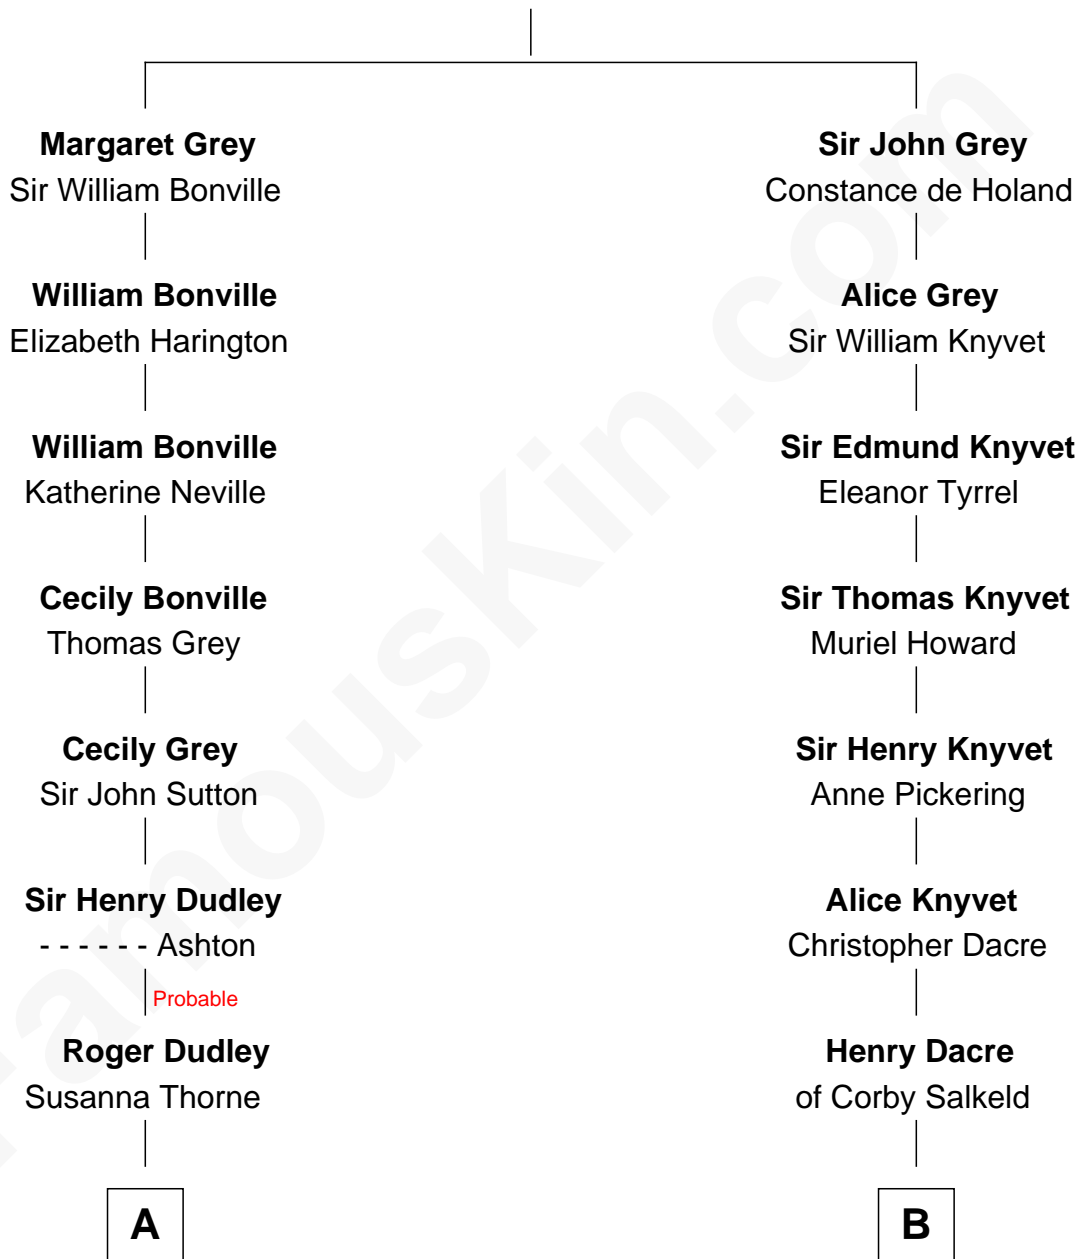 Margaret Grey
Sir William Bonville
William Bonville
Elizabeth Harington
William Bonville
Katherine Neville
Cecily Bonville
Thomas Grey
Cecily Grey
Sir John Sutton
Sir Henry Dudley
- - - - - - Ashton
Probable
Roger Dudley
Susanna Thorne
A
Sir John Grey
Constance de Holand
Alice Grey
Sir William Knyvet
Sir Edmund Knyvet
Eleanor Tyrrel
Sir Thomas Knyvet
Muriel Howard
Sir Henry Knyvet
Anne Pickering
Alice Knyvet
Christopher Dacre
Henry Dacre
of Corby Salkeld
B
FamousKin.com